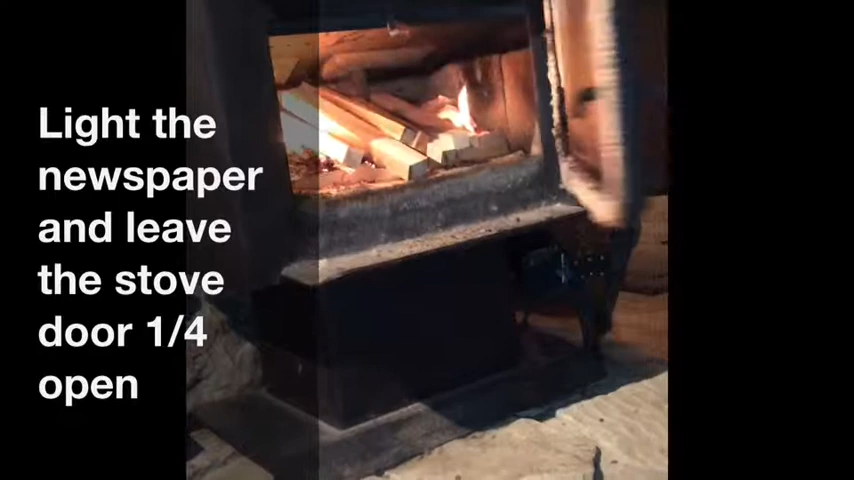 Light the
newspaper
and leave
the stove
door 1/4
open